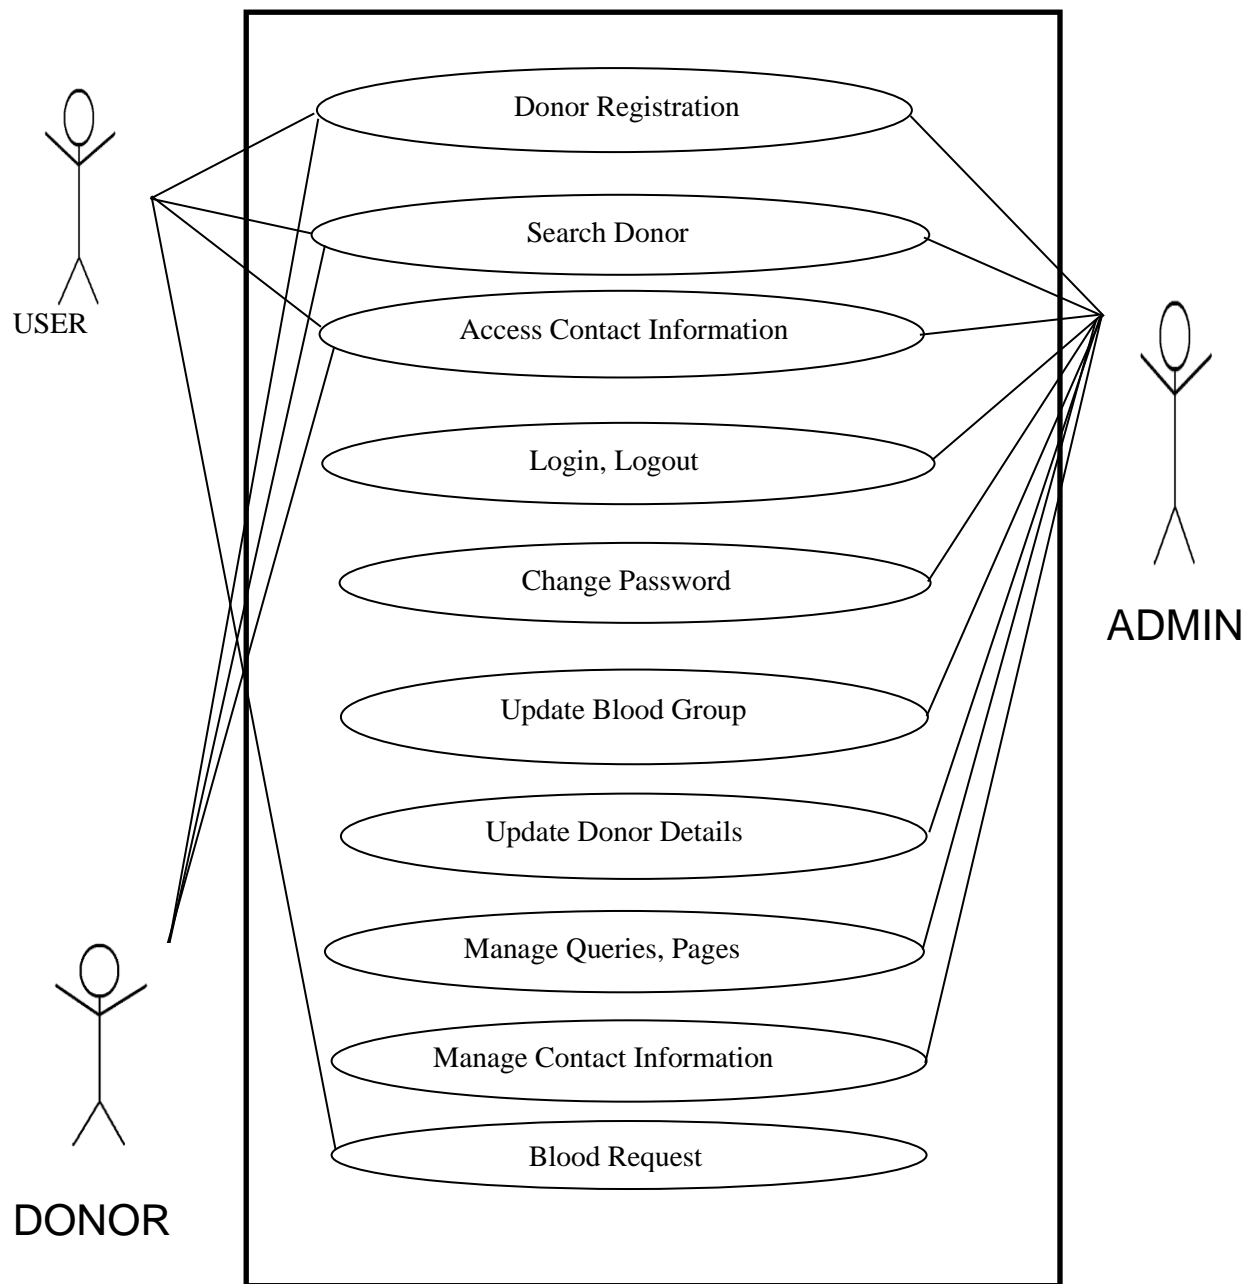 Donor Registration
Search Donor
USER
Access Contact Information
Login, Logout
Change Password
ADMIN
Update Blood Group
Update Donor Details
Manage Queries, Pages
Manage Contact Information
Blood Request
DONOR